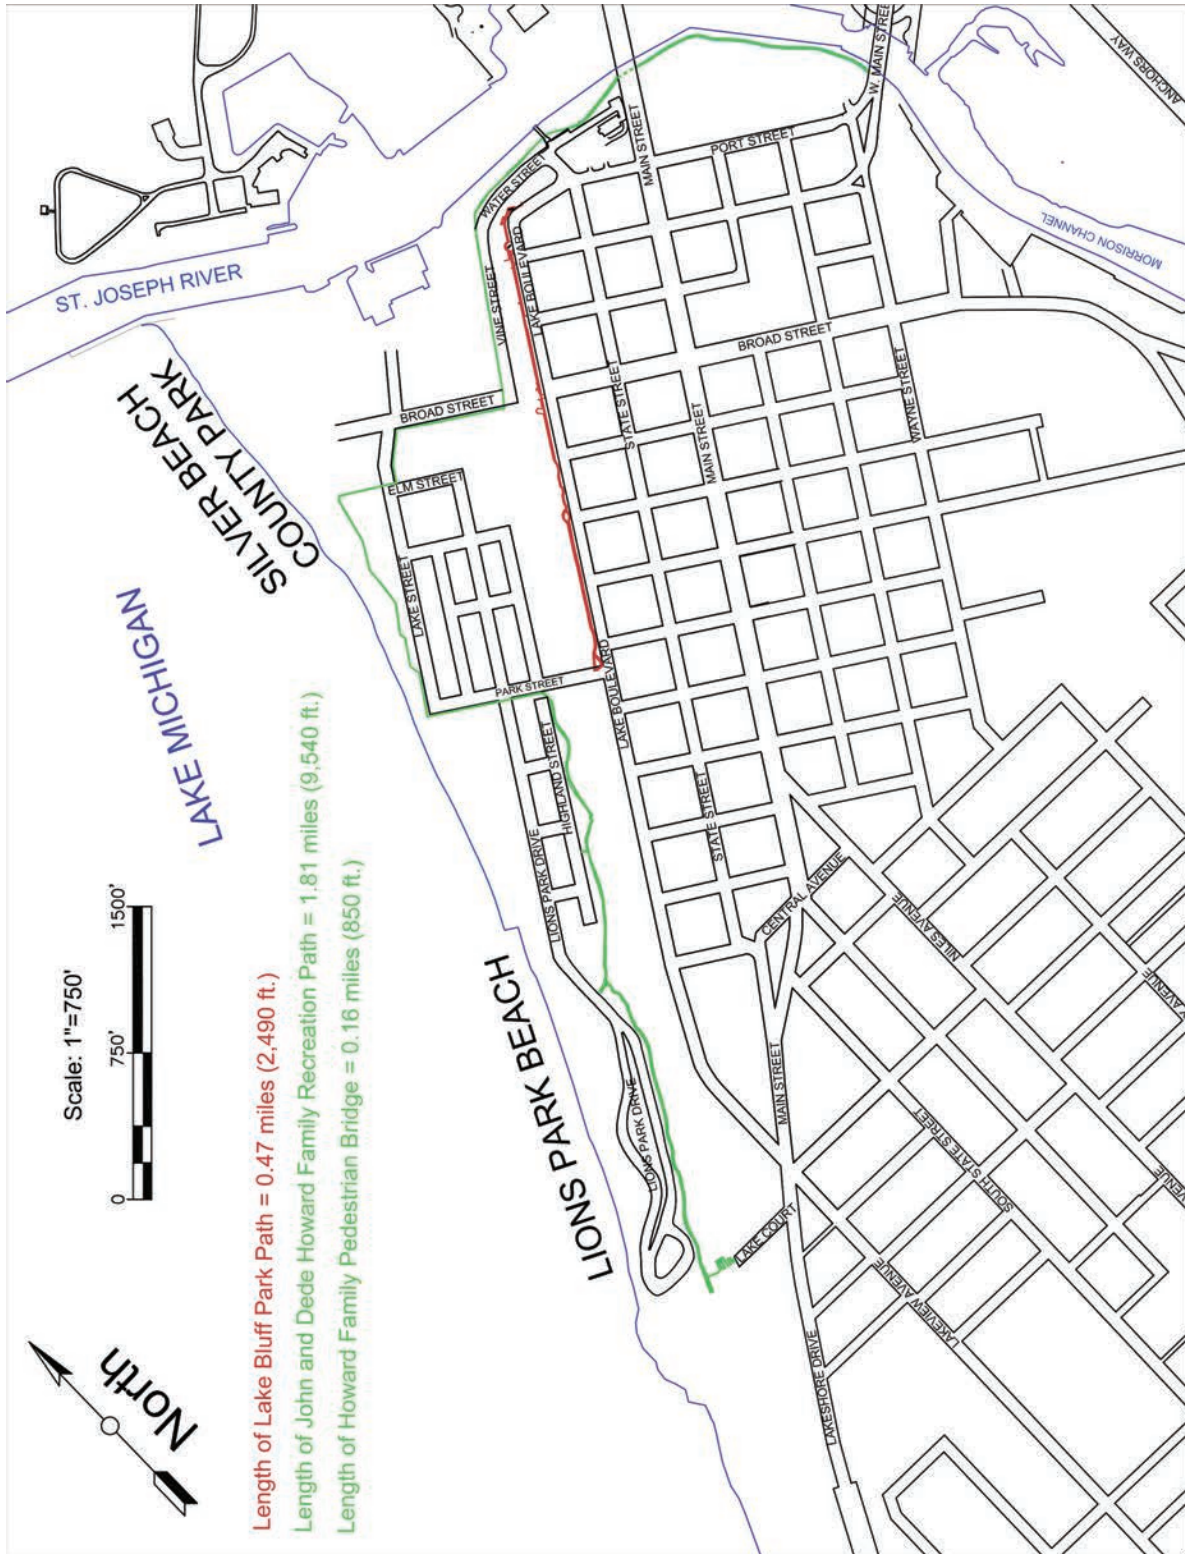 Scale: 1"=750'
0 750' 1500'
North
Length of Lake Bluff Park Path = 0.47 miles (2,490 ft.)
Length of John and Dede Howard Family Recreation Path = 1.81 miles (9,540 ft.)
Length of Howard Family Pedestrian Bridge = 0.16 miles (850 ft.)
LAKE MICHIGAN
SILVER BEACH
COUNTY PARK
LIONS PARK BEACH
ST. JOSEPH RIVER
MORRISON CHANNEL
ANCHORS WAY
W. MAIN STREE
MAIN STREET
PORT STREET
WATER STREET
VINE STREET
LAKE BOULEVARD
BROAD STREET
BROAD STREET
ELM STREET
LAKE STREET
STATE STREET
MAIN STREET
WAYNE STREET
PARK STREET
LAKE BOULEVARD
HIGHLAND STREET
LIONS PARK DRIVE
STATE STREET
CENTRAL AVENUE
NILES AVENUE
AVENUE
LIONS PARK DRIVE
MAIN STREET
SOUTH STATE STREET
AVENUE
LAKE COURT
LAKEVIEW AVENUE
LAKESHORE DRIVE